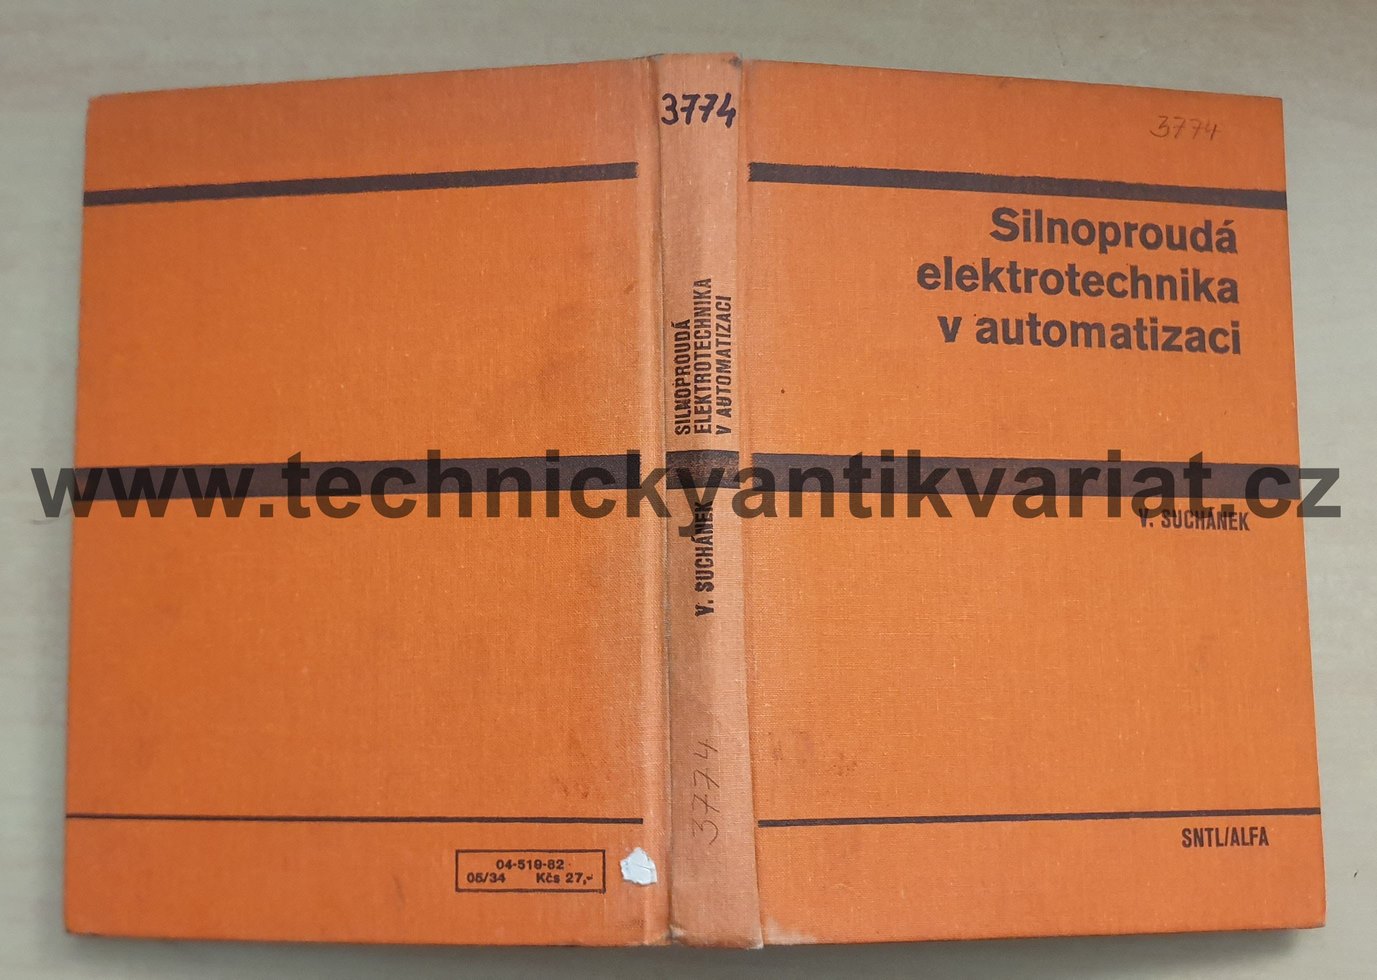 3774
3774
Silnoproudá
elektrotechnika
v automatizaci
SILNOPROUDÁ
ELEKTROTECHNIKA
V AUTOMATIZACI
www.technickyantikvariat.cz
V. SUCHÁNEK
V. SUCHÁNEK
3774
SNTL/ALFA
04-519-82
05/34 Kčs 27,-